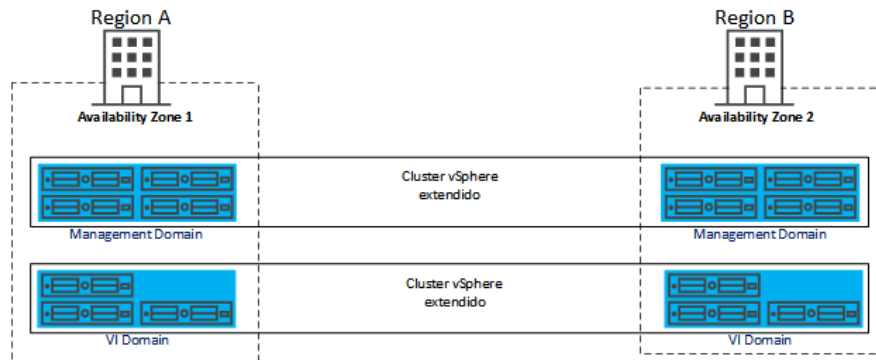 Region A
Region B
Availability Zone 1
Availability Zone 2
Cluster vSphere
extendido
Management Domain
Management Domain
Cluster vSphere
extendido
VI Domain
VI Domain